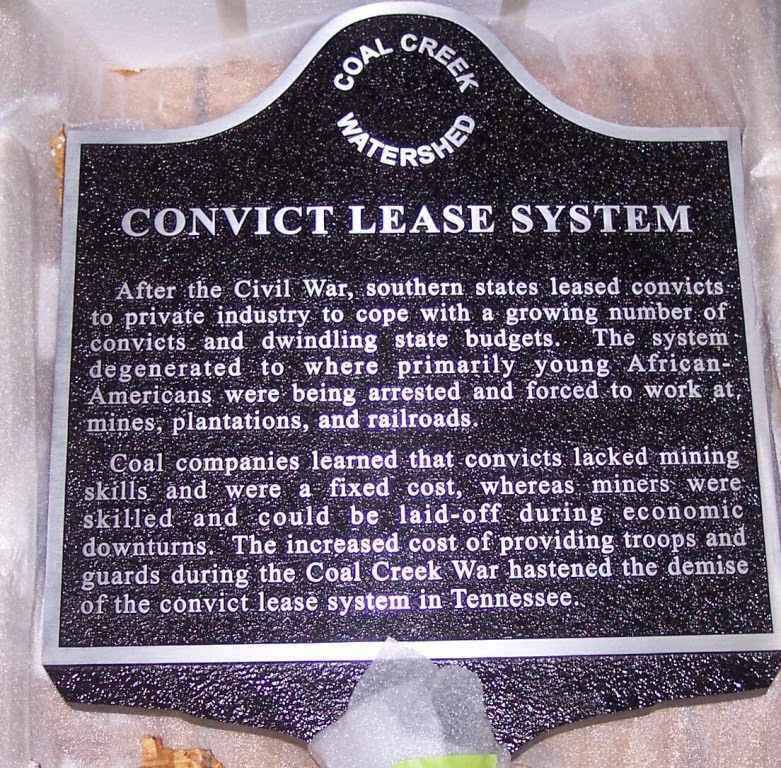 COAL CREEK
WATERSHED
CONVICT LEASE SYSTEM
After the Civil War, southern states leased convicts
to private industry to cope with a growing number of
convicts and dwindling state budgets. The system
degenerated to where primarily young African-
Americans were being arrested and forced to work at
mines, plantations, and railroads.
Coal companies learned that convicts lacked mining
skills and were a fixed cost, whereas miners were
skilled and could be laid-off during economic
downturns. The increased cost of providing troops and
guards during the Coal Creek War hastened the demise
of the convict lease system in Tennessee.